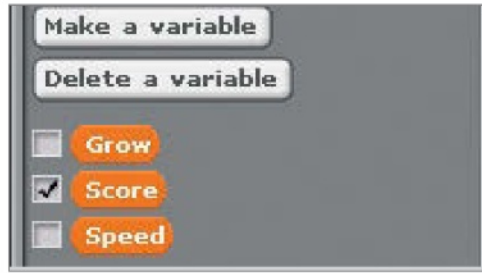 Make a variable
Delete a variable
Grow
Score
Speed